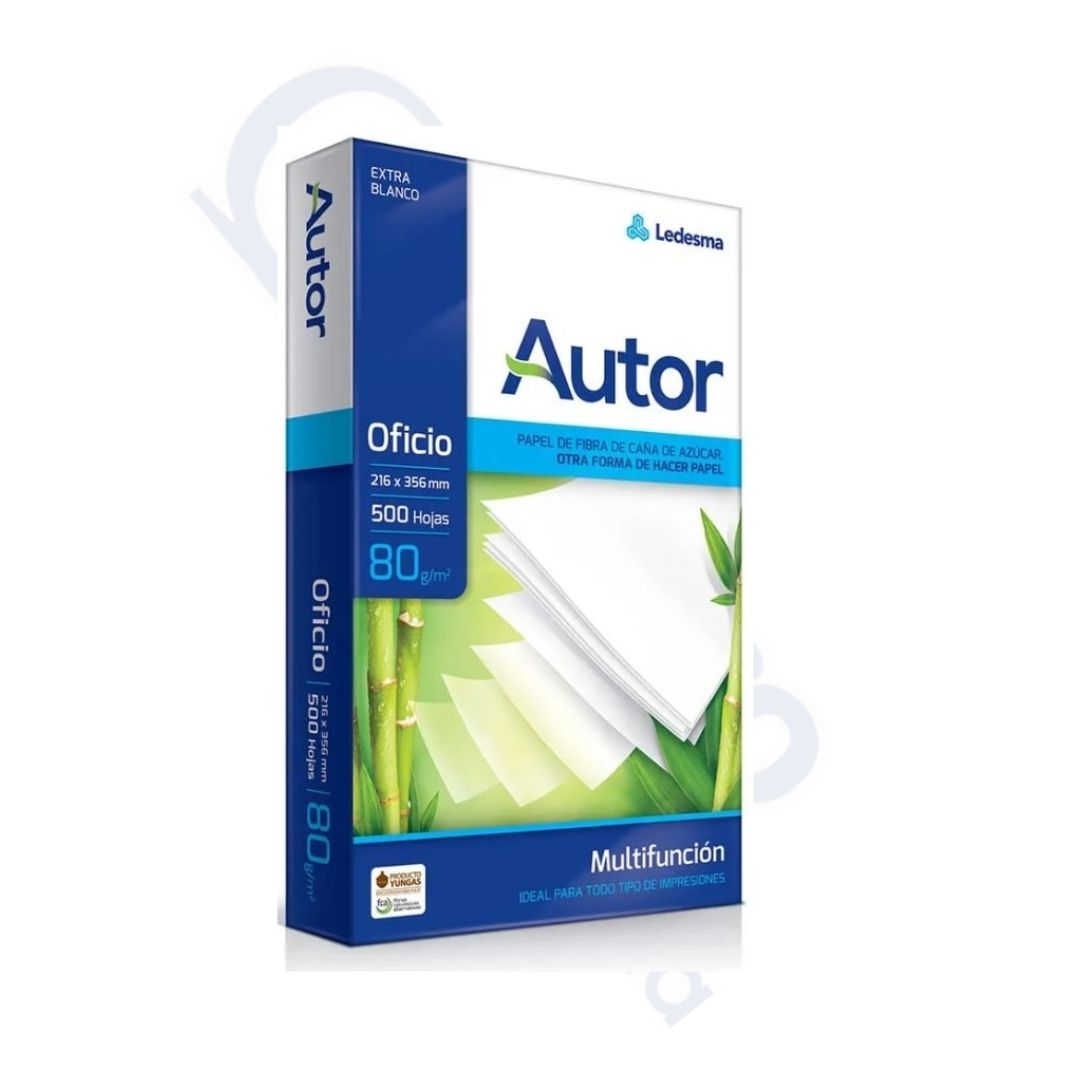 EXTRA
BLANCO
Ledesma
Autor
Autor
PAPEL DE FIBRA DE CAÑA DE AZÚCAR,
OTRA FORMA DE HACER PAPEL
Oficio
216 x 356 mm
500 Hojas
80 g/m²
Oficio
216 x 356 mm
500 Hojas
80 g/m²
Multifunción
IDEAL PARA TODO TIPO DE IMPRESIONES
PRODUCTO
YUNGAS
fca